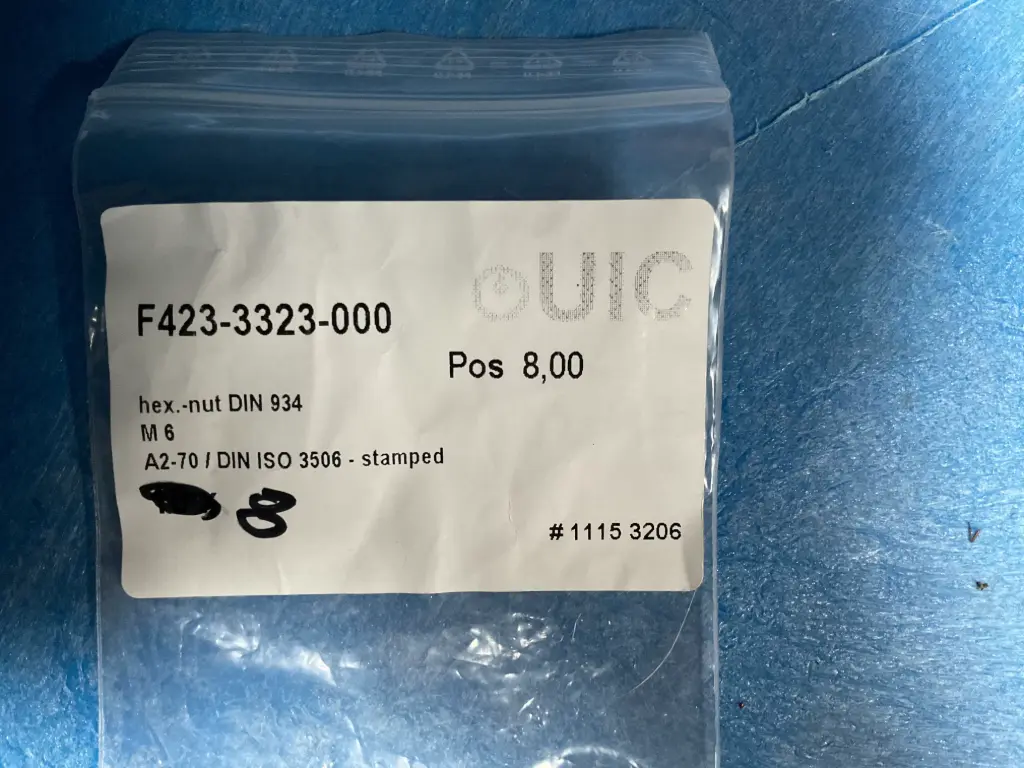 UIC
F423-3323-000
Pos 8,00
hex.-nut DIN 934
M 6
A2-70 / DIN ISO 3506 - stamped
8
# 1115 3206